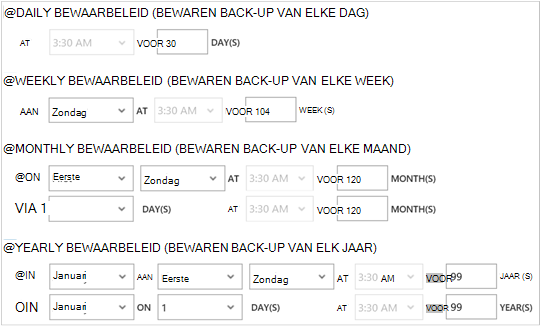 @DAILY BEWAARBELEID (BEWAREN BACK-UP VAN ELKE DAG)
AT 3:30 AM VOOR 30 DAY(S)
@WEEKLY BEWAARBELEID (BEWAREN BACK-UP VAN ELKE WEEK)
AAN Zondag AT 3:30 AM VOOR 104 WEEK (S)
@MONTHLY BEWAARBELEID (BEWAREN BACK-UP VAN ELKE MAAND)
@ON Eerste Zondag AT 3:30 AM VOOR 120 MONTH(S)
VIA 1 DAY(S) AT 3:30 AM VOOR 120 MONTH(S)
@YEARLY BEWAARBELEID (BEWAREN BACK-UP VAN ELK JAAR)
@IN Januari AAN Eerste Zondag AT 3:30 AM VOOR 99 JAAR (S)
OIN Januari ON 1 DAY(S) AT 3:30 AM VOOR 99 YEAR(S)